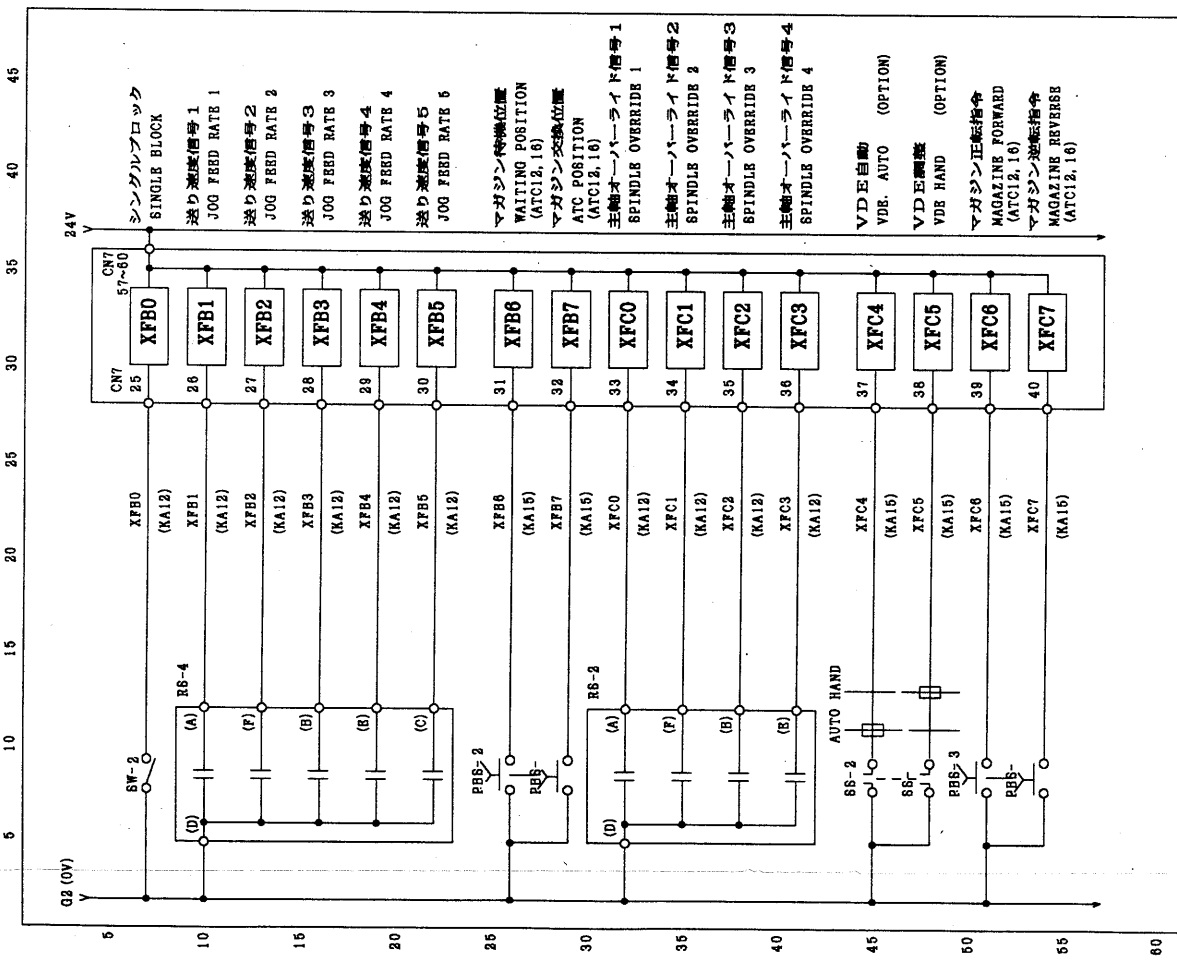 45
40
35
30
25
20
15
10
5
5
10
15
20
25
30
35
40
45
50
55
60
24V
G2 (0V)
CN7
57~60
CN7
シングルブロック
SINGLE BLOCK
XFB0
25
XFB0
(KA12)
SW-2
送り速度信号1
JOG FEED RATE 1
XFB1
26
XFB1
(KA12)
送り速度信号2
JOG FEED RATE 2
XFB2
27
XFB2
(KA12)
送り速度信号3
JOG FEED RATE 3
XFB3
28
XFB3
(KA12)
送り速度信号4
JOG FEED RATE 4
XFB4
29
XFB4
(KA12)
送り速度信号5
JOG FEED RATE 5
XFB5
30
XFB5
(KA12)
RS-4
(A)
(F)
(B)
(E)
(C)
(D)
マガジン待機位置
WAITING POSITION
(ATC12,16)
XFB6
31
XFB6
(KA15)
PBS-2
マガジン交換位置
ATC POSITION
(ATC12,16)
XFB7
32
XFB7
(KA15)
PBS-
主軸オーバーライド信号1
SPINDLE OVERRIDE 1
XFC0
33
XFC0
(KA12)
主軸オーバーライド信号2
SPINDLE OVERRIDE 2
XFC1
34
XFC1
(KA12)
主軸オーバーライド信号3
SPINDLE OVERRIDE 3
XFC2
35
XFC2
(KA12)
主軸オーバーライド信号4
SPINDLE OVERRIDE 4
XFC3
36
XFC3
(KA12)
RS-2
(A)
(F)
(B)
(E)
(D)
VDE自動
VDE. AUTO (OPTION)
XFC4
37
XFC4
(KA15)
AUTO HAND
SS-2
VDE調整
VDE HAND (OPTION)
XFC5
38
XFC5
(KA15)
SS-
マガジン正転指令
MAGAZINE FORWARD
(ATC12,16)
XFC6
39
XFC6
(KA15)
PBS-3
マガジン逆転指令
MAGAZINE REVERSE
(ATC12,16)
XFC7
40
XFC7
(KA15)
PBS-